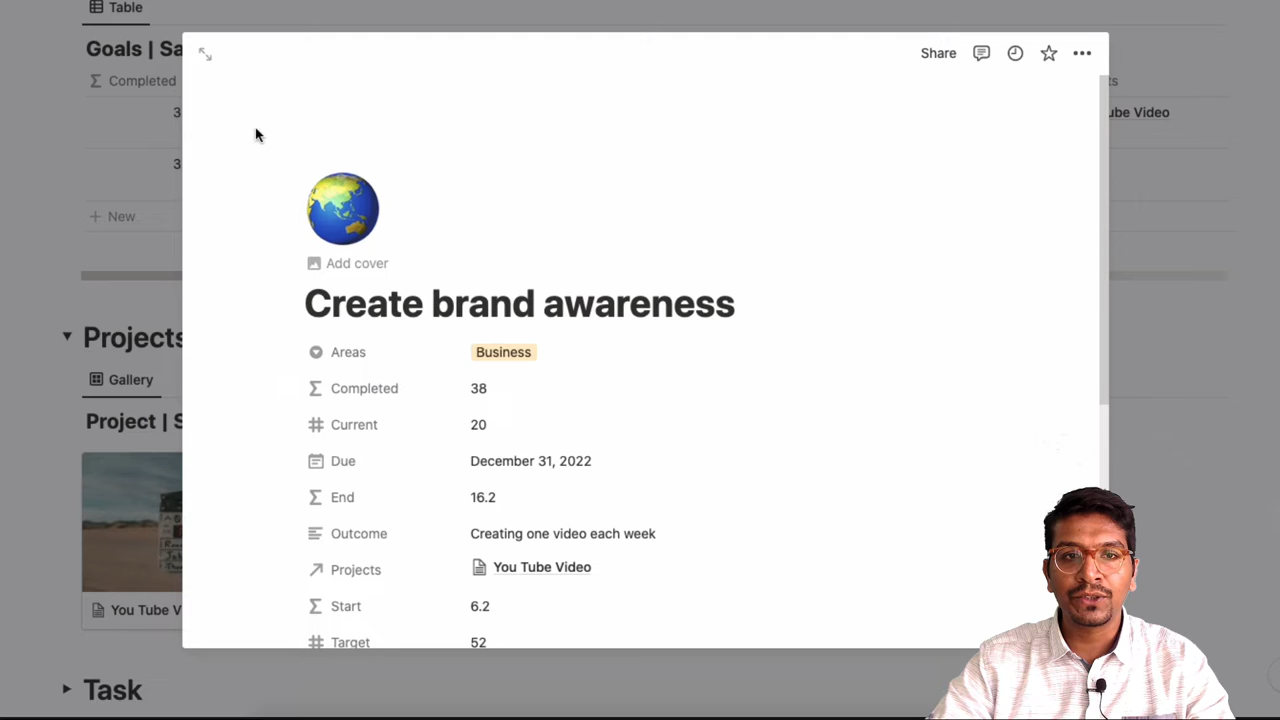 Table
Goals | Sa
Completed
ts
3
ube Video
3
New
Projects
Gallery
Project | S
You Tube V
Task
Share
Add cover
Create brand awareness
Areas Business
Completed 38
Current 20
Due December 31, 2022
End 16.2
Outcome Creating one video each week
Projects You Tube Video
Start 6.2
Target 52